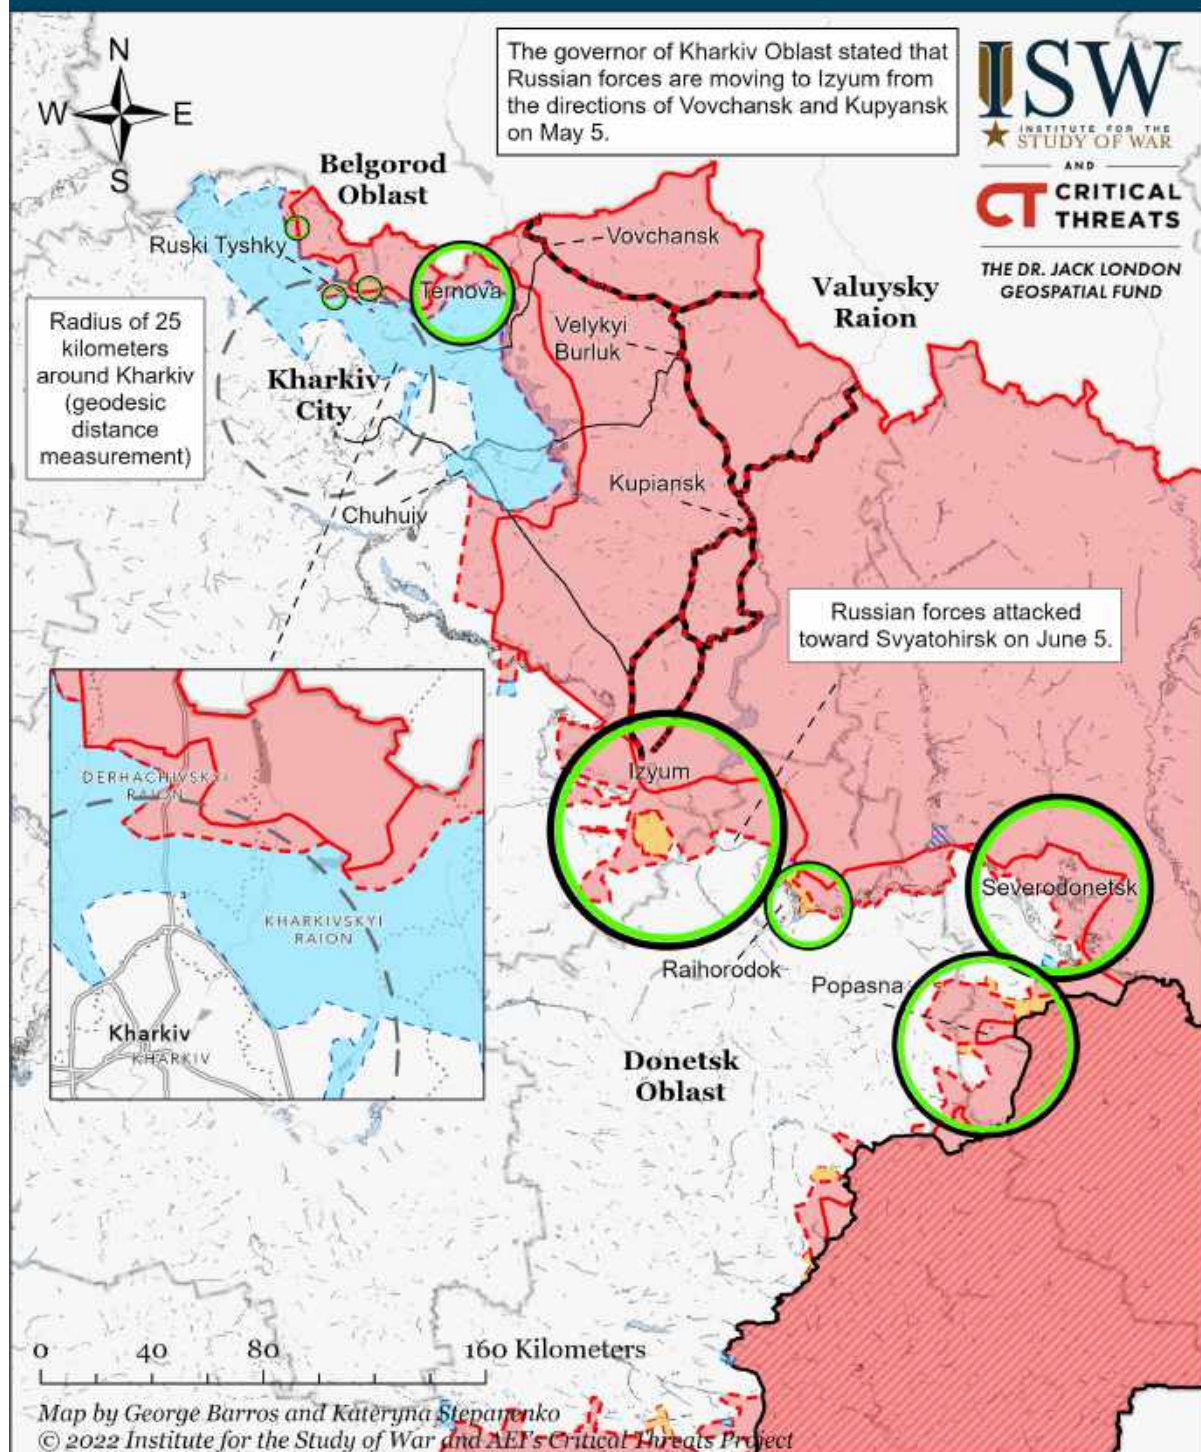 N
W
E
S
The governor of Kharkiv Oblast stated that
Russian forces are moving to Izyum from
the directions of Vovchansk and Kupyansk
on May 5.
ISW
INSTITUTE FOR THE
STUDY OF WAR
AND
CT CRITICAL
THREATS
THE DR. JACK LONDON
GEOSPATIAL FUND
Belgorod
Oblast
Ruski Tyshky
Ternova
Vovchansk
Valuysky
Raion
Velykyi
Burluk
Radius of 25
kilometers
around Kharkiv
(geodesic
distance
measurement)
Kharkiv
City
Kupiansk
Chuhuiv
Russian forces attacked
toward Svyatohirsk on June 5.
DERHACHIVSKYI
RAION
KHARKIVSKYI
RAION
Kharkiv
KHARKIV
Izyum
Severodonetsk
Raihorodok
Popasna
Donetsk
Oblast
0 40 80 160 Kilometers
Map by George Barros and Kateryna Stepanenko
© 2022 Institute for the Study of War and AEI's Critical Threats Project